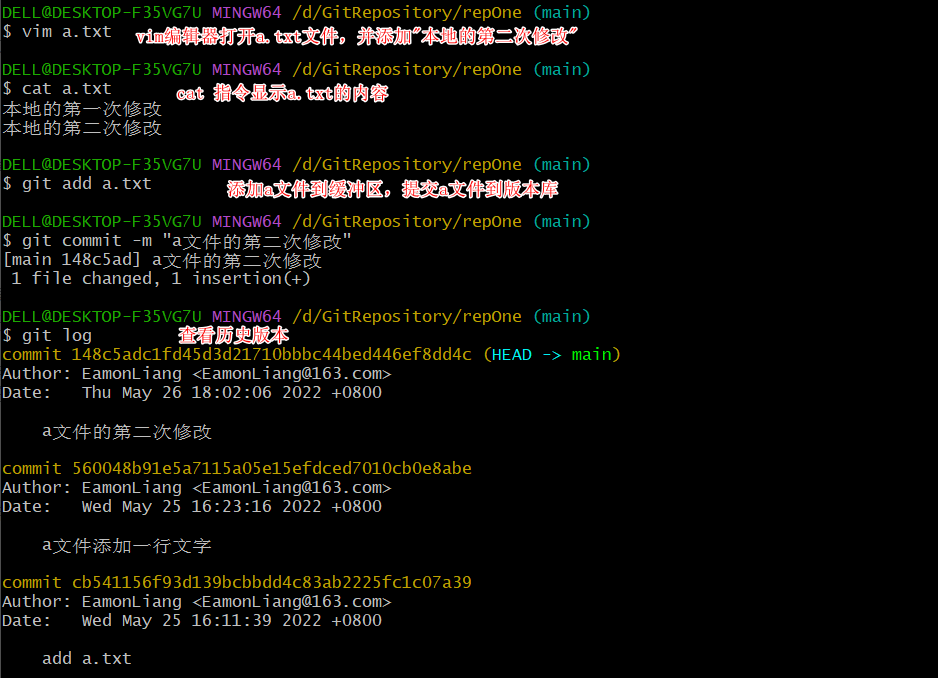 DELL@DESKTOP-F35VG7U MINGW64 /d/GitRepository/repOne (main)
$ vim a.txt vim编辑器打开a.txt文件，并添加"本地的第二次修改"
DELL@DESKTOP-F35VG7U MINGW64 /d/GitRepository/repOne (main)
$ cat a.txt cat 指令显示a.txt的内容
本地的第一次修改
本地的第二次修改
DELL@DESKTOP-F35VG7U MINGW64 /d/GitRepository/repOne (main)
$ git add a.txt 添加a文件到缓冲区，提交a文件到版本库
DELL@DESKTOP-F35VG7U MINGW64 /d/GitRepository/repOne (main)
$ git commit -m "a文件的第二次修改"
[main 148c5ad] a文件的第二次修改
1 file changed, 1 insertion(+)
DELL@DESKTOP-F35VG7U MINGW64 /d/GitRepository/repOne (main)
$ git log 查看历史版本
commit 148c5adc1fd45d3d21710bbbc44bed446ef8dd4c (HEAD -> main)
Author: EamonLiang <EamonLiang@163.com>
Date: Thu May 26 18:02:06 2022 +0800
a文件的第二次修改
commit 560048b91e5a7115a05e15efdced7010cb0e8abe
Author: EamonLiang <EamonLiang@163.com>
Date: Wed May 25 16:23:16 2022 +0800
a文件添加一行文字
commit cb541156f93d139bcbbdd4c83ab2225fc1c07a39
Author: EamonLiang <EamonLiang@163.com>
Date: Wed May 25 16:11:39 2022 +0800
add a.txt